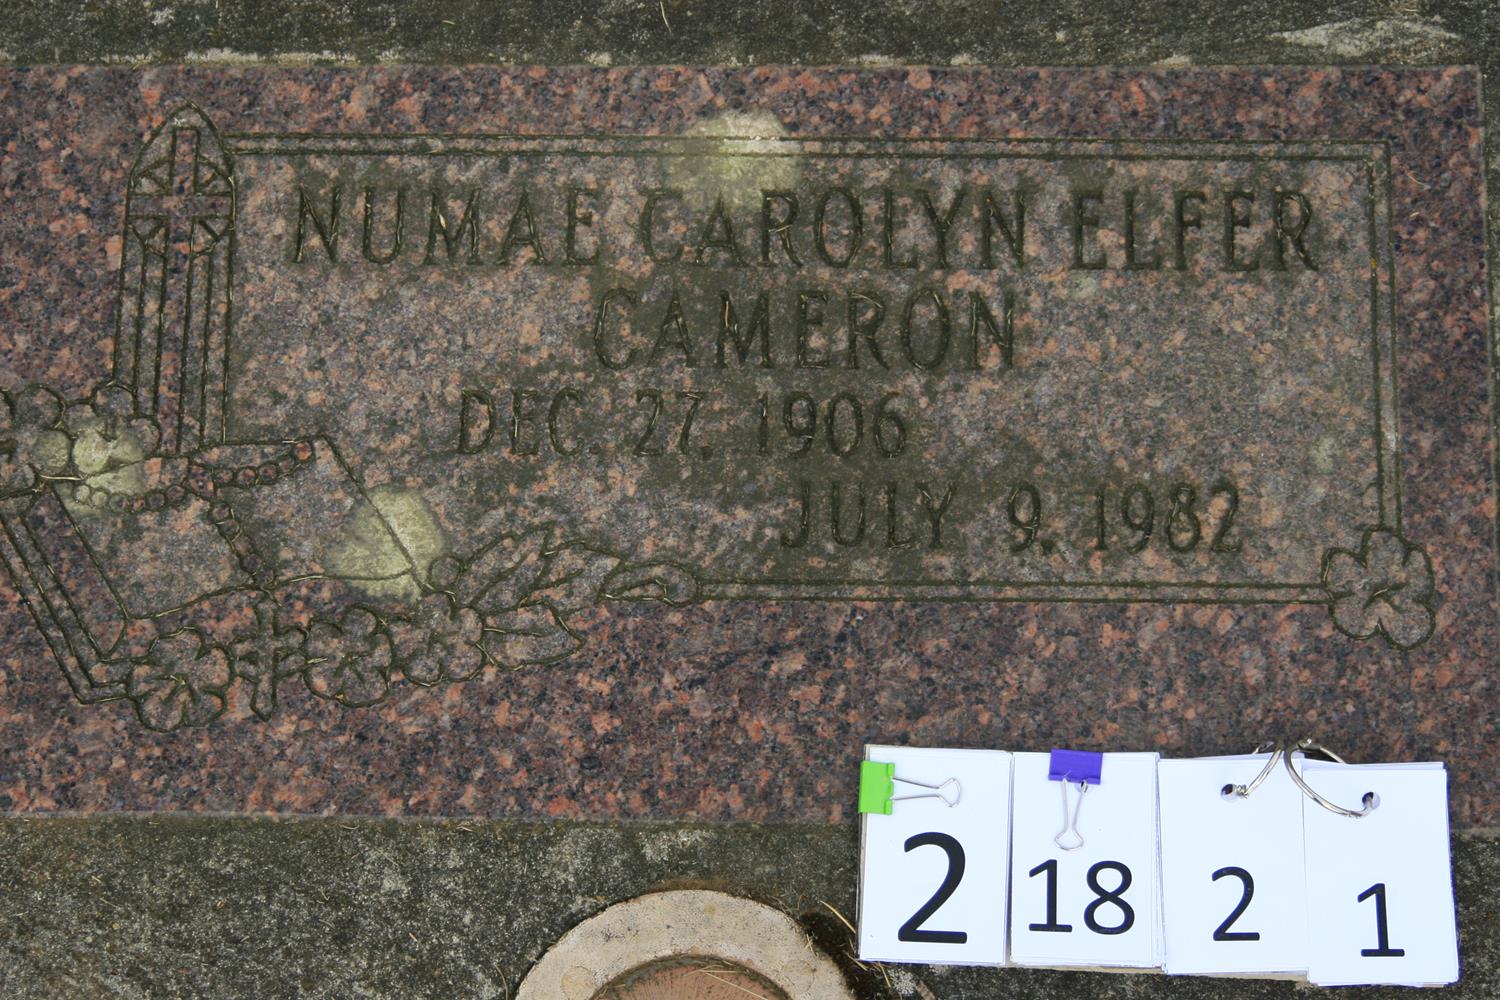 NUMAE CAROLYN ELFER
CAMERON
DEC. 27, 1906
JULY 9, 1982
2 18 2 1